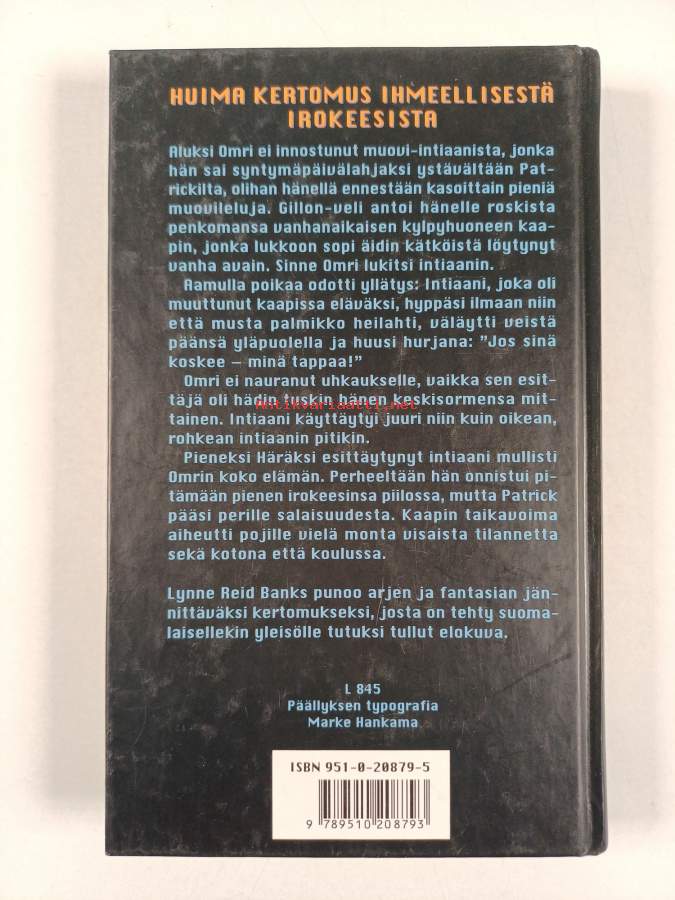 HUIMA KERTOMUS IHMEELLISESTÄ
IROKEESISTA
Aluksi Omri ei innostunut muovi-intiaanista, jonka
hän sai syntymäpäivälahjaksi ystävältään Pat-
rickilta, olihan hänellä ennestään kasoittain pieniä
muovileluja. Gillon-veli antoi hänelle roskista
penkomansa vanhanaikaisen kylpyhuoneen kaa-
pin, jonka lukkoon sopi äidin kätköistä löytynyt
vanha avain. Sinne Omri lukitsi intiaanin.
Aamulla poikaa odotti yllätys: Intiaani, joka oli
muuttunut kaapissa eläväksi, hyppäsi ilmaan niin
että musta palmikko heilahti, väläytti veistä
päänsä yläpuolella ja huusi hurjana: "Jos sinä
koskee – minä tappaa!"
Omri ei nauranut uhkaukselle, vaikka sen esit-
täjä oli hädin tuskin hänen keskisormensa mit-
Antikvariaatti.net
tainen. Intiaani käyttäytyi juuri niin kuin oikean,
rohkean intiaanin pitikin.
Pieneksi Häräksi esittäytynyt intiaani mullisti
Omrin koko elämän. Perheeltään hän onnistui pi-
tämään pienen irokeesinsa piilossa, mutta Patrick
pääsi perille salaisuudesta. Kaapin taikavoima
aiheutti pojille vielä monta visaista tilannetta
sekä kotona että koulussa.
Lynne Reid Banks punoo arjen ja fantasian jän-
nittäväksi kertomukseksi, josta on tehty suoma-
laisellekin yleisölle tutuksi tullut elokuva.
L 845
Päällyksen typografia
Marke Hankama
ISBN 951-0-20879-5
9 789510 208793